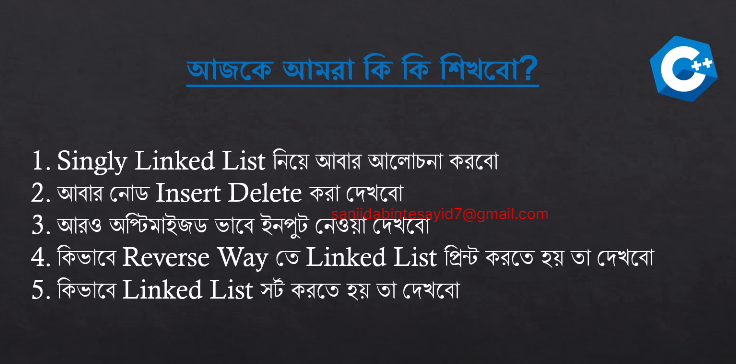 আজকে আমরা কি কি শিখবো?
C++
1. Singly Linked List নিয়ে আবার আলোচনা করবো
2. আবার নোড Insert Delete করা দেখবো
sanjidabintesayid7@gmail.com
3. আরও অপ্টিমাইজড ভাবে ইনপুট নেওয়া দেখবো
4. কিভাবে Reverse Way তে Linked List প্রিন্ট করতে হয় তা দেখবো
5. কিভাবে Linked List সর্ট করতে হয় তা দেখবো